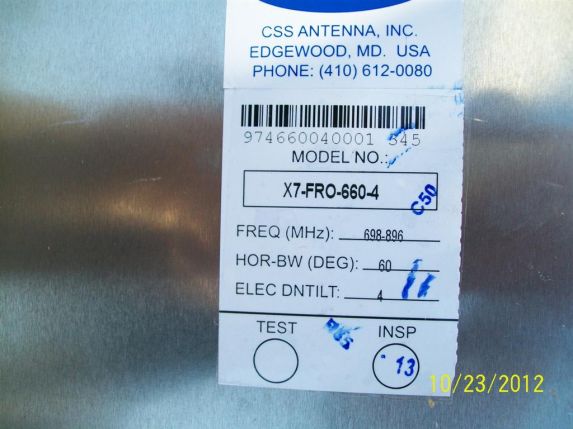 CSS ANTENNA, INC.
EDGEWOOD, MD. USA
PHONE: (410) 612-0080
974660040001 345
MODEL NO.:
X7-FRO-660-4
C50
FREQ (MHz): 698-896
HOR-BW (DEG): 60
ELEC DNTILT: 4
TEST INSP
13
10/23/2012